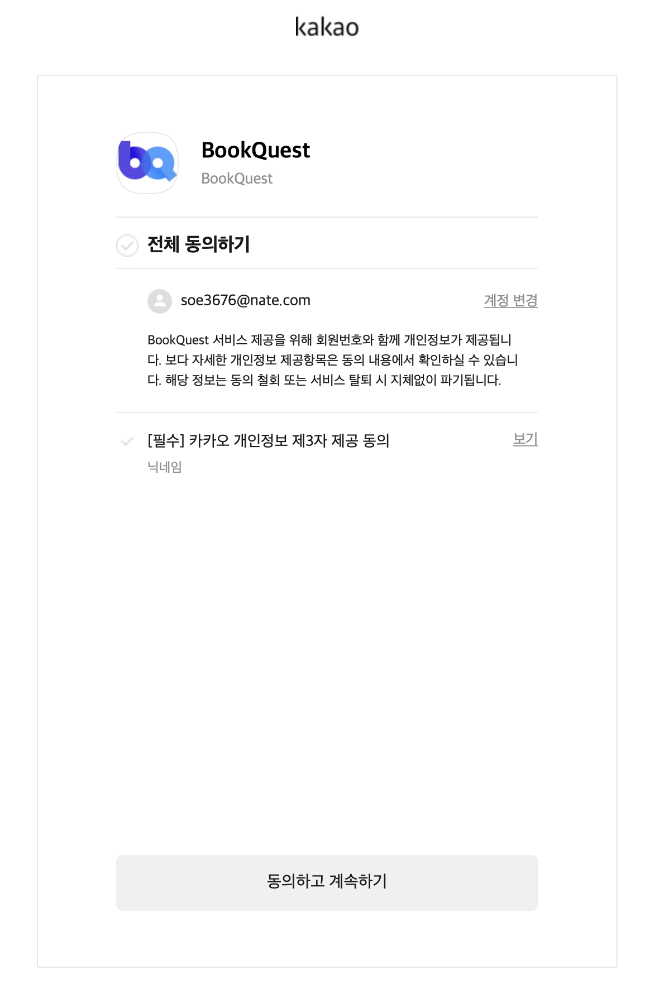 kakao
bq
BookQuest
BookQuest
전체 동의하기
soe3676@nate.com
계정 변경
BookQuest 서비스 제공을 위해 회원번호와 함께 개인정보가 제공됩니
다. 보다 자세한 개인정보 제공항목은 동의 내용에서 확인하실 수 있습니
다. 해당 정보는 동의 철회 또는 서비스 탈퇴 시 지체없이 파기됩니다.
[필수] 카카오 개인정보 제3자 제공 동의
보기
닉네임
동의하고 계속하기